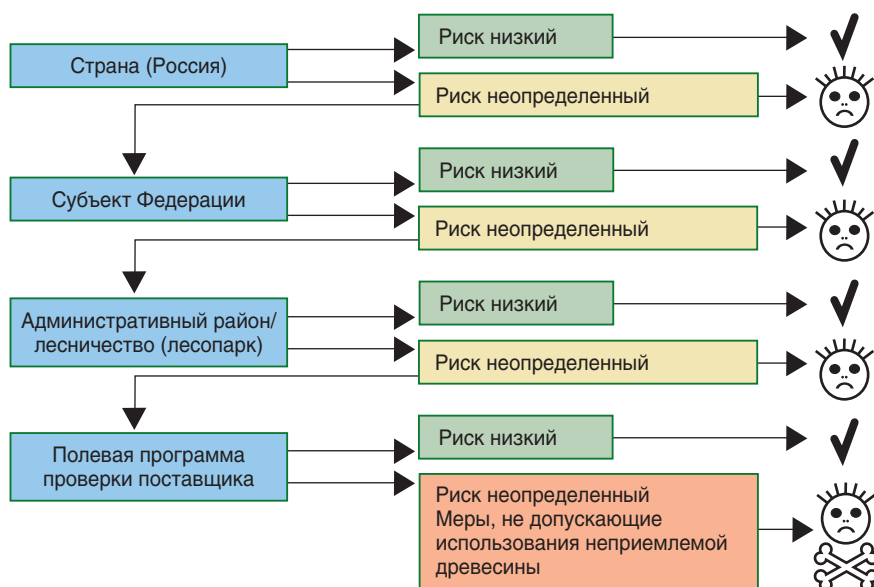 Риск низкий
Страна (Россия)
Риск неопределенный
Риск низкий
Субъект Федерации
Риск неопределенный
Риск низкий
Административный район/
лесничество (лесопарк)
Риск неопределенный
Риск низкий
Полевая программа
проверки поставщика
Риск неопределенный
Меры, не допускающие
использования неприемлемой
древесины